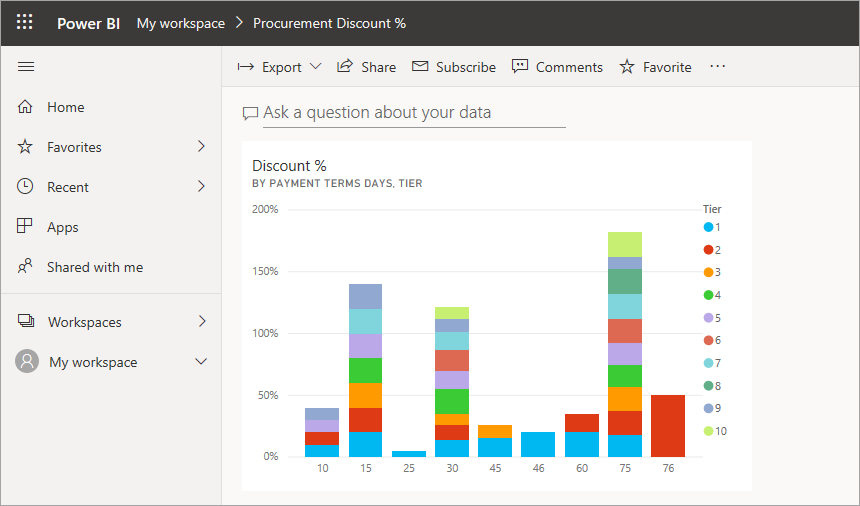 Power BI My workspace > Procurement Discount %
Export Share Subscribe Comments Favorite ...
Home
Favorites
Recent
Apps
Shared with me
Workspaces
My workspace
Ask a question about your data
Discount %
BY PAYMENT TERMS DAYS, TIER
200%
150%
100%
50%
0%
10 15 25 30 45 46 60 75 76
Tier
1
2
3
4
5
6
7
8
9
10